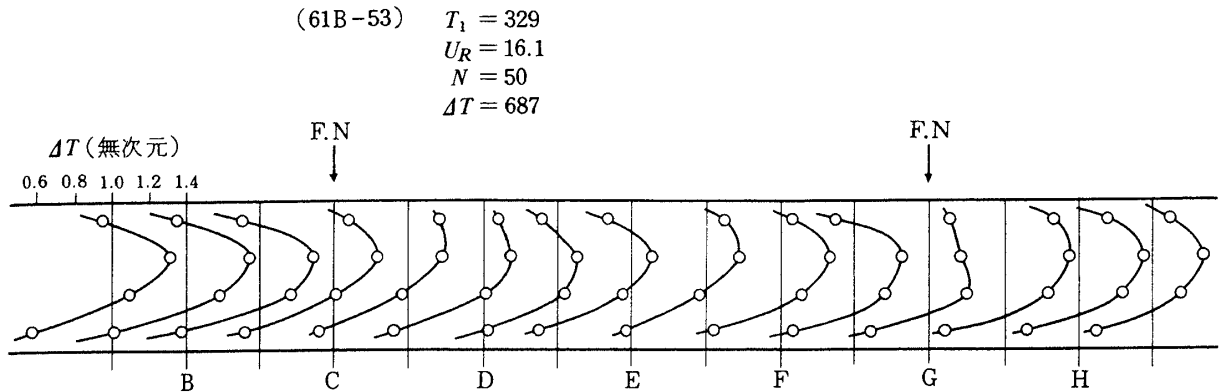 (61B-53) T₁ = 329
U_R = 16.1
N = 50
ΔT = 687
F.N F.N
ΔT(無次元)
0.6 0.8 1.0 1.2 1.4
B C D E F G H